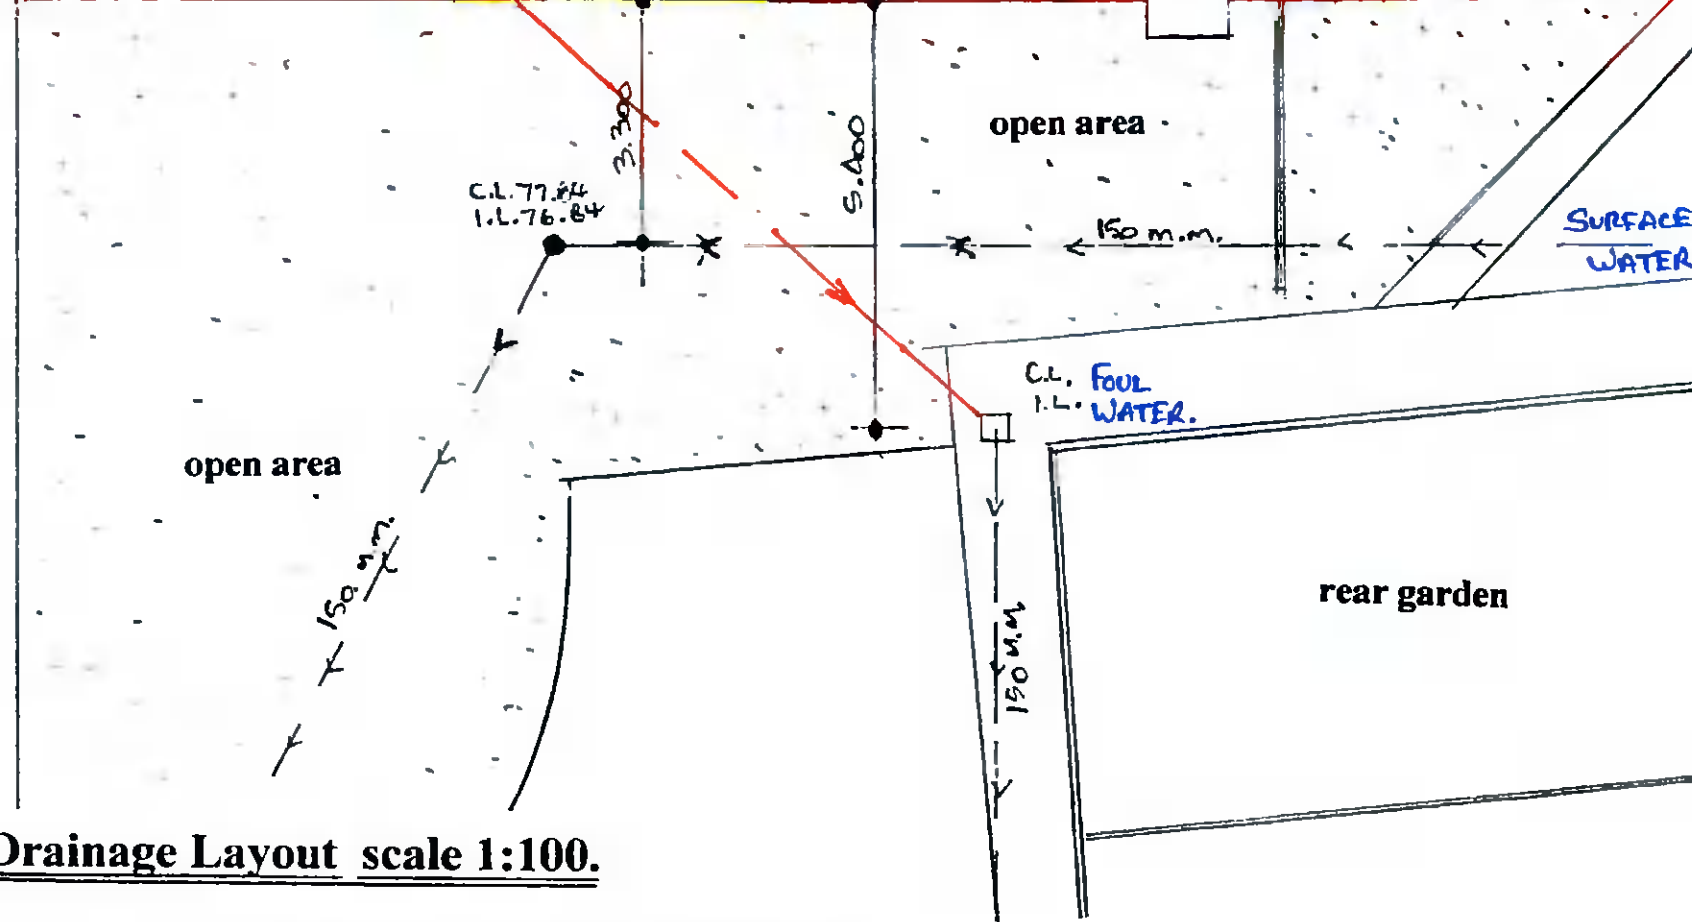 3.300
5.400
open area
C.L.77.84
I.L.76.84
150 m.m.
SURFACE
WATER
C.L. FOUL
I.L. WATER.
open area
150 m.m.
150 M.M
rear garden
Drainage Layout scale 1:100.